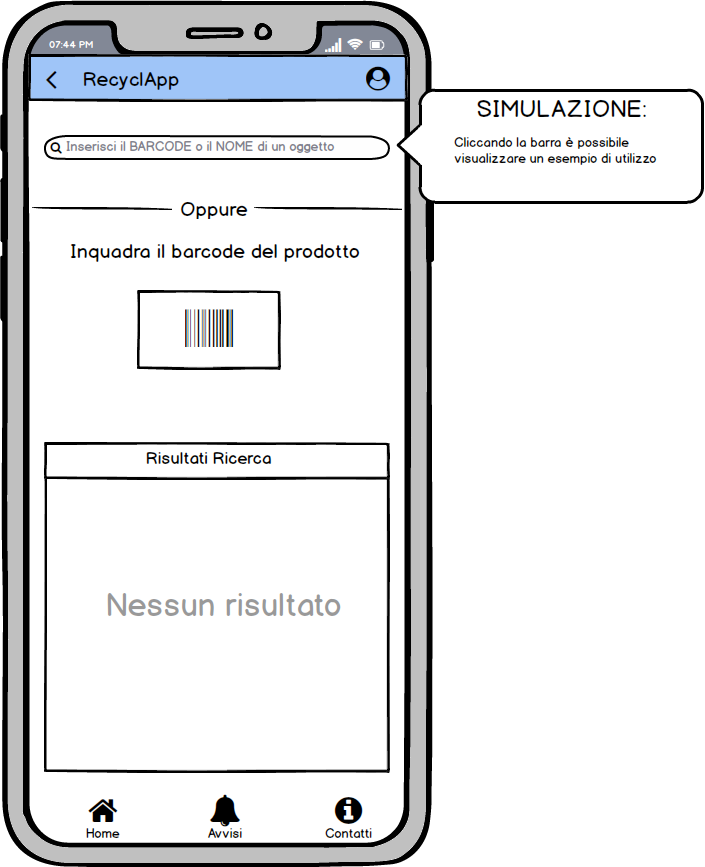 07:44 PM
RecyclApp
SIMULAZIONE:
Cliccando la barra è possibile
visualizzare un esempio di utilizzo
Inserisci il BARCODE o il NOME di un oggetto
Oppure
Inquadra il barcode del prodotto
Risultati Ricerca
Nessun risultato
Home
Avvisi
Contatti